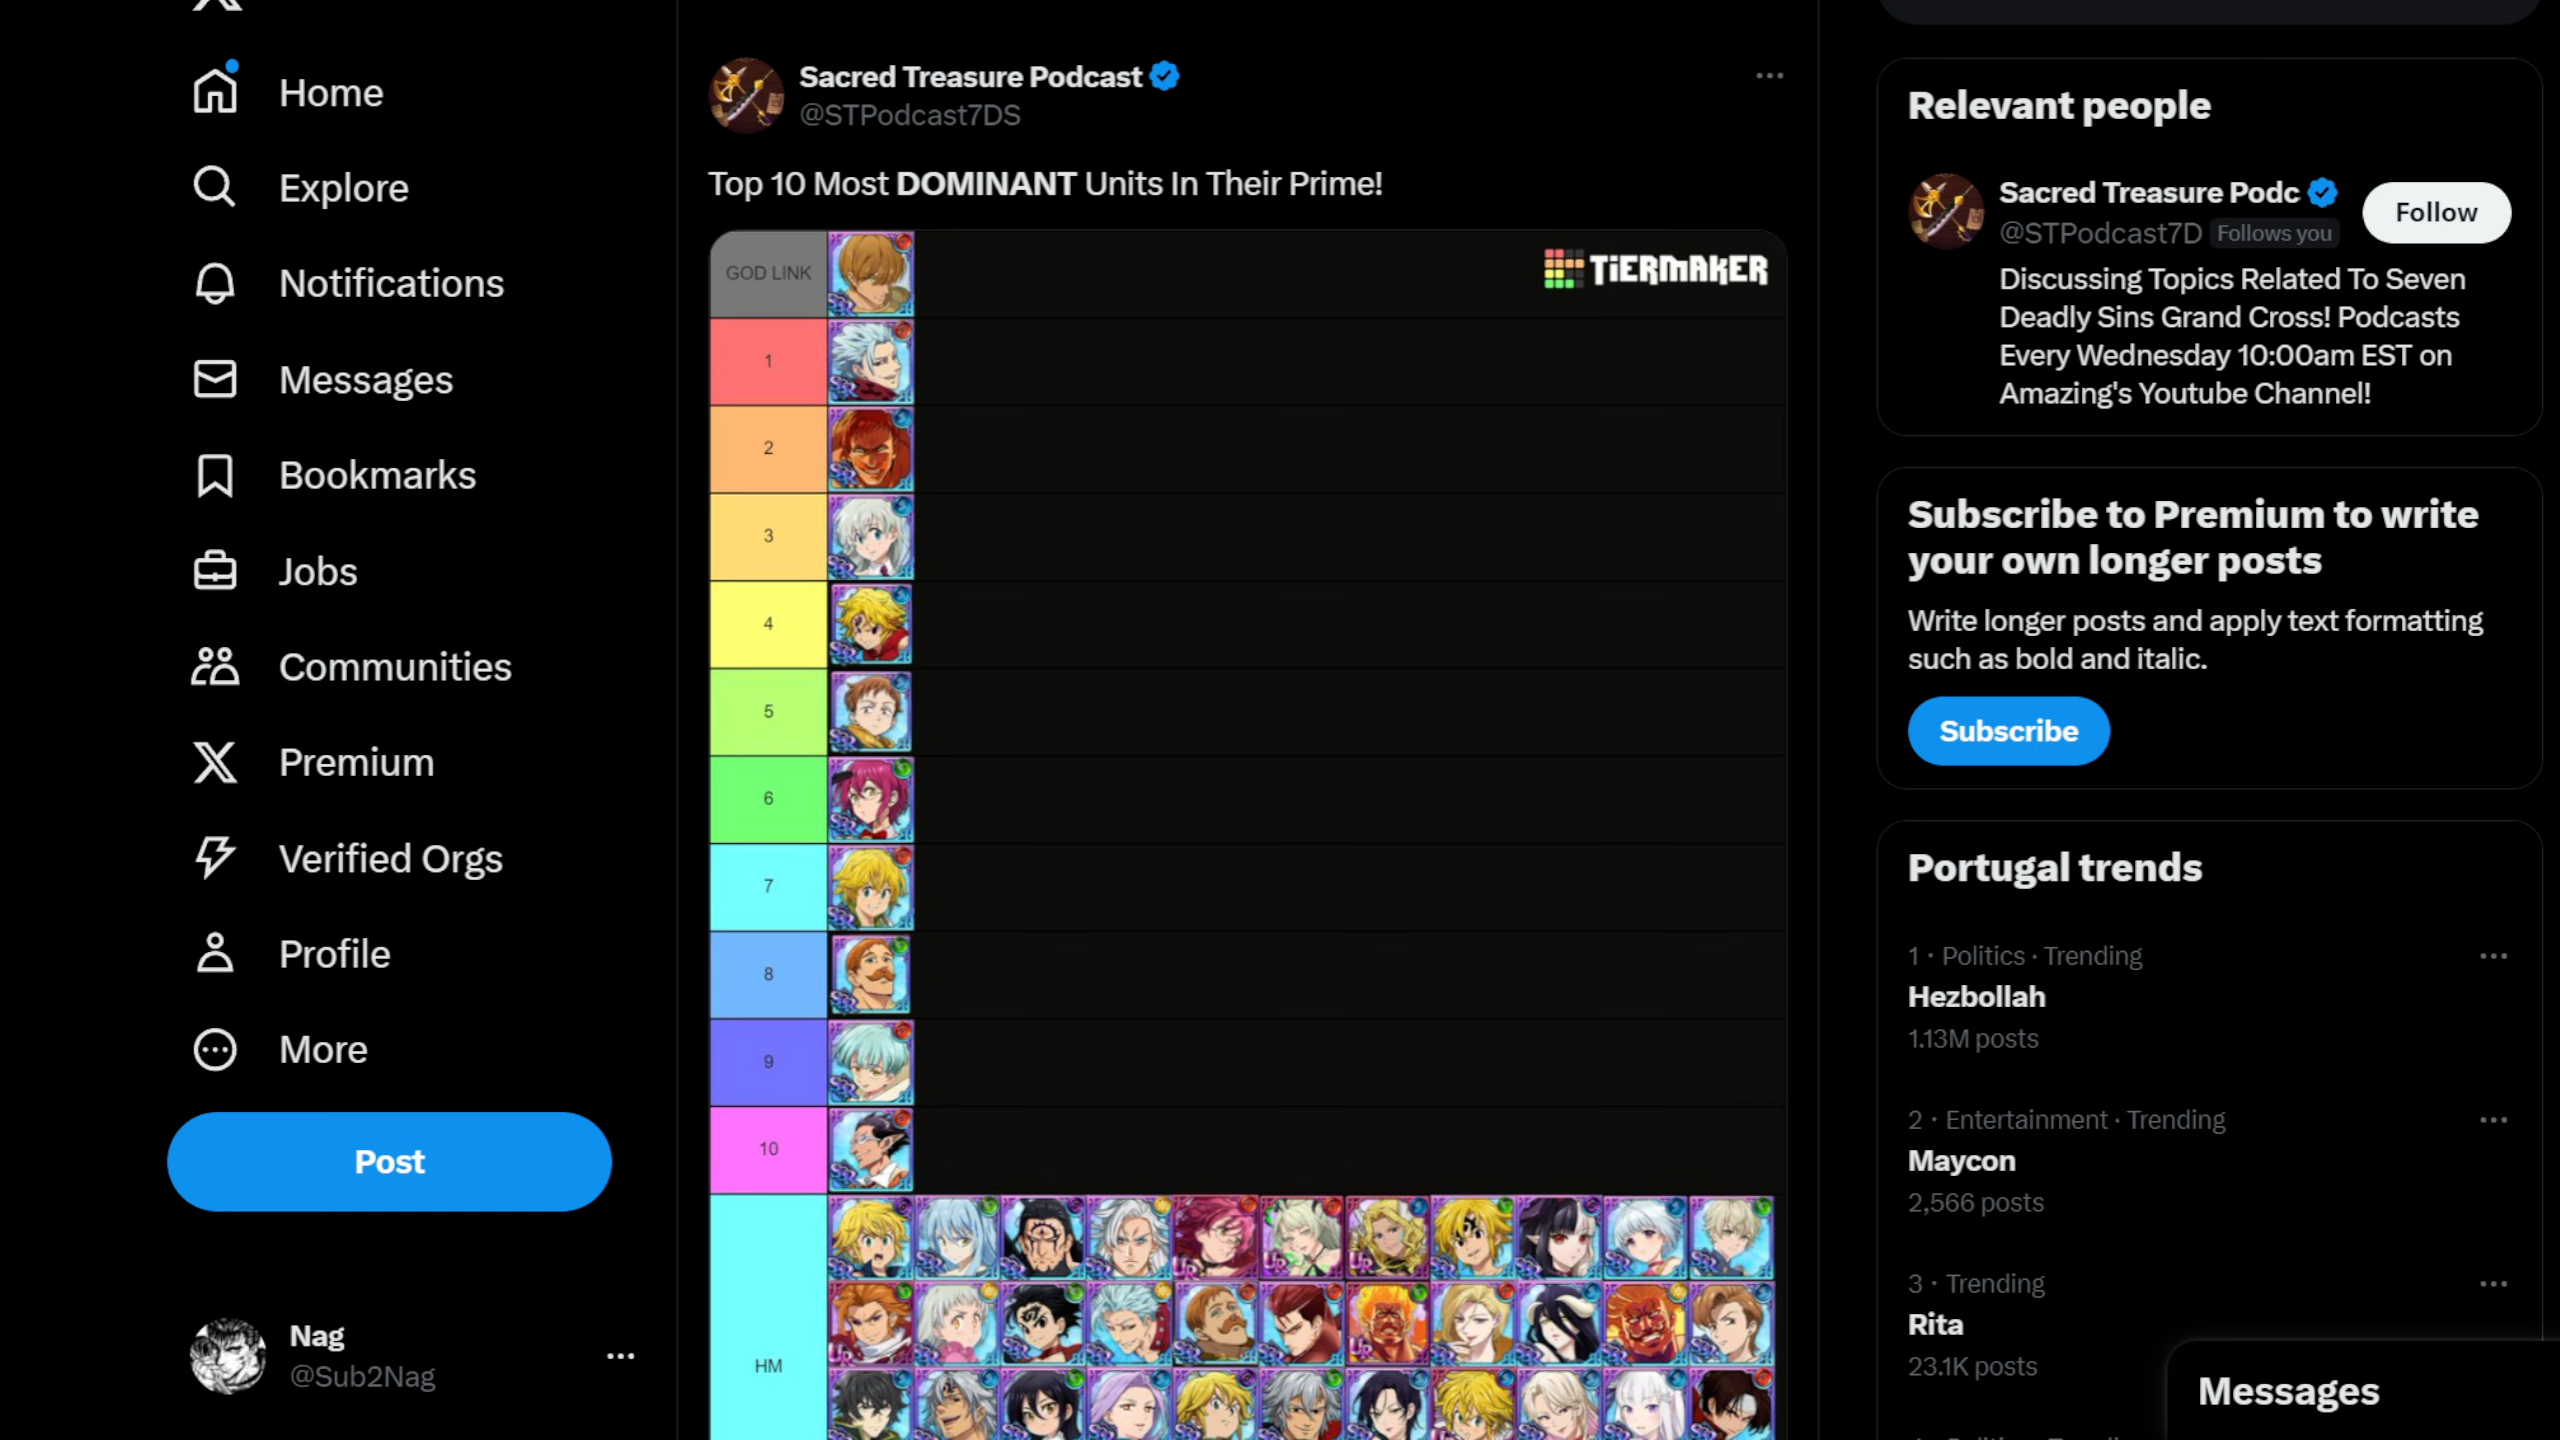 Home
Explore
Notifications
Messages
Bookmarks
Jobs
Communities
Premium
Verified Orgs
Profile
More
Post
Nag
@Sub2Nag
Sacred Treasure Podcast
@STPodcast7DS
Top 10 Most DOMINANT Units In Their Prime!
GOD LINK
TiERMAKER
1
2
3
4
5
6
7
8
9
10
HM
Relevant people
Sacred Treasure Podc
@STPodcast7D Follows you
Follow
Discussing Topics Related To Seven
Deadly Sins Grand Cross! Podcasts
Every Wednesday 10:00am EST on
Amazing's Youtube Channel!
Subscribe to Premium to write
your own longer posts
Write longer posts and apply text formatting
such as bold and italic.
Subscribe
Portugal trends
1 · Politics · Trending
Hezbollah
1.13M posts
2 · Entertainment · Trending
Maycon
2,566 posts
3 · Trending
Rita
23.1K posts
Messages